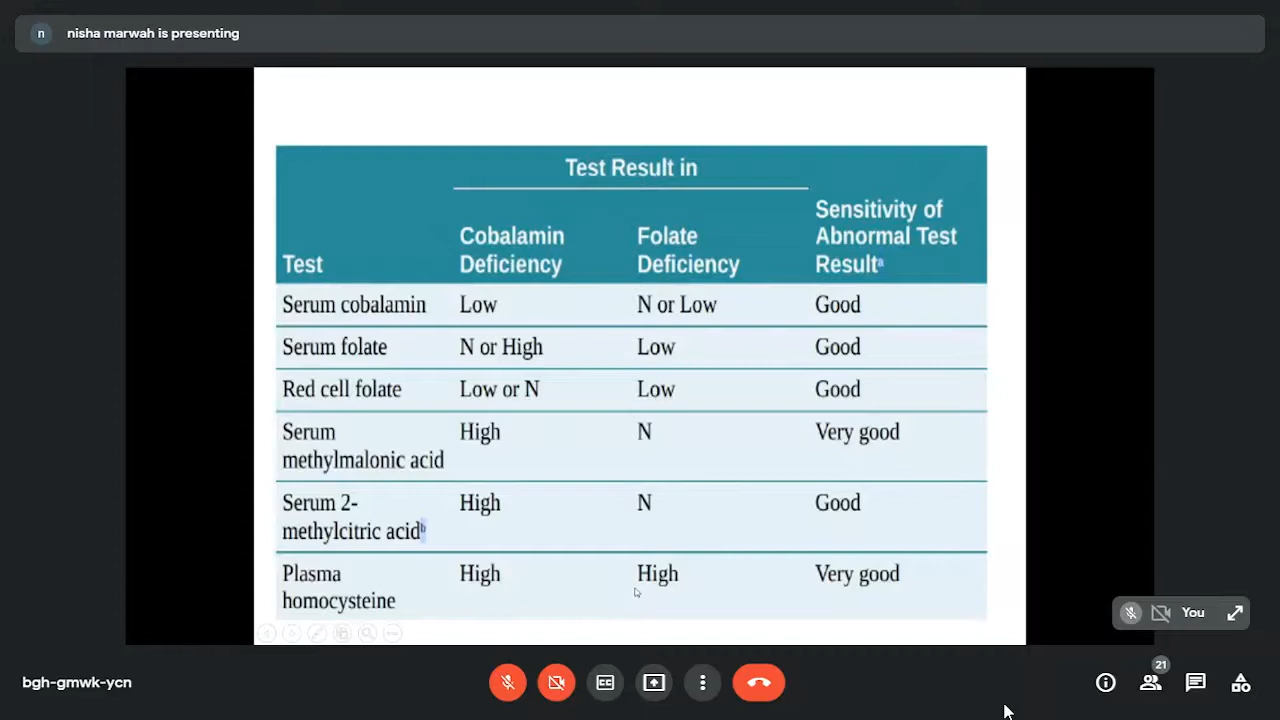 n nisha marwah is presenting
Test Result in
Sensitivity of
Cobalamin Folate Abnormal Test
Test Deficiency Deficiency Resultᵃ
Serum cobalamin Low N or Low Good
Serum folate N or High Low Good
Red cell folate Low or N Low Good
Serum High N Very good
methylmalonic acid
Serum 2- High N Good
methylcitric acidᵇ
Plasma High High Very good
homocysteine
You
21
bgh-gmwk-ycn CC